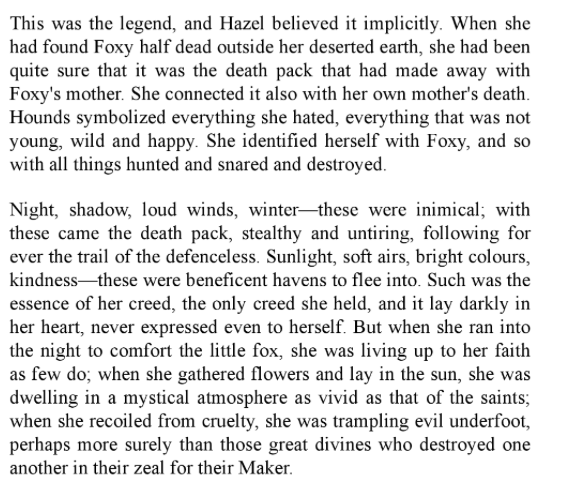 This was the legend, and Hazel believed it implicitly. When she
had found Foxy half dead outside her deserted earth, she had been
quite sure that it was the death pack that had made away with
Foxy's mother. She connected it also with her own mother's death.
Hounds symbolized everything she hated, everything that was not
young, wild and happy. She identified herself with Foxy, and so
with all things hunted and snared and destroyed.

Night, shadow, loud winds, winter—these were inimical; with
these came the death pack, stealthy and untiring, following for
ever the trail of the defenceless. Sunlight, soft airs, bright colours,
kindness—these were beneficent havens to flee into. Such was the
essence of her creed, the only creed she held, and it lay darkly in
her heart, never expressed even to herself. But when she ran into
the night to comfort the little fox, she was living up to her faith
as few do; when she gathered flowers and lay in the sun, she was
dwelling in a mystical atmosphere as vivid as that of the saints;
when she recoiled from cruelty, she was trampling evil underfoot,
perhaps more surely than those great divines who destroyed one
another in their zeal for their Maker.